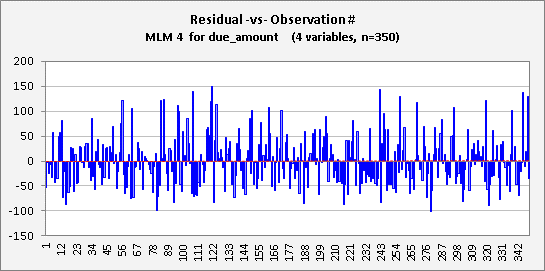 Residual -vs- Observation #
MLM 4 for due_amount (4 variables, n=350)
200
150
100
50
0
-50
-100
-150
1 12 23 34 45 56 67 78 89 100 111 122 133 144 155 166 177 188 199 210 221 232 243 254 265 276 287 298 309 320 331 342